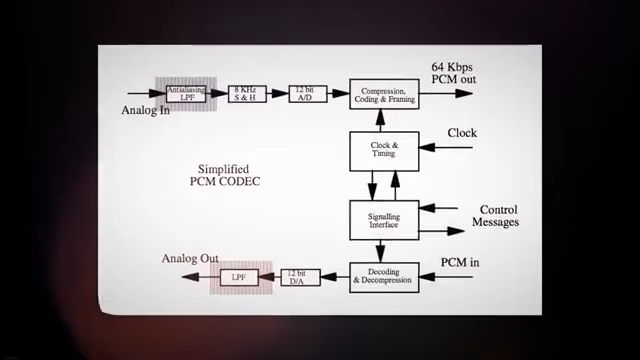 64 Kbps
PCM out
Antialiasing
LPF
8 KHz
S & H
12 bit
A/D
Compression,
Coding & Framing
Analog In
Clock
Clock &
Timing
Simplified
PCM CODEC
Signalling
Interface
Control
Messages
Analog Out
PCM in
LPF
12 bit
D/A
Decoding
& Decompression